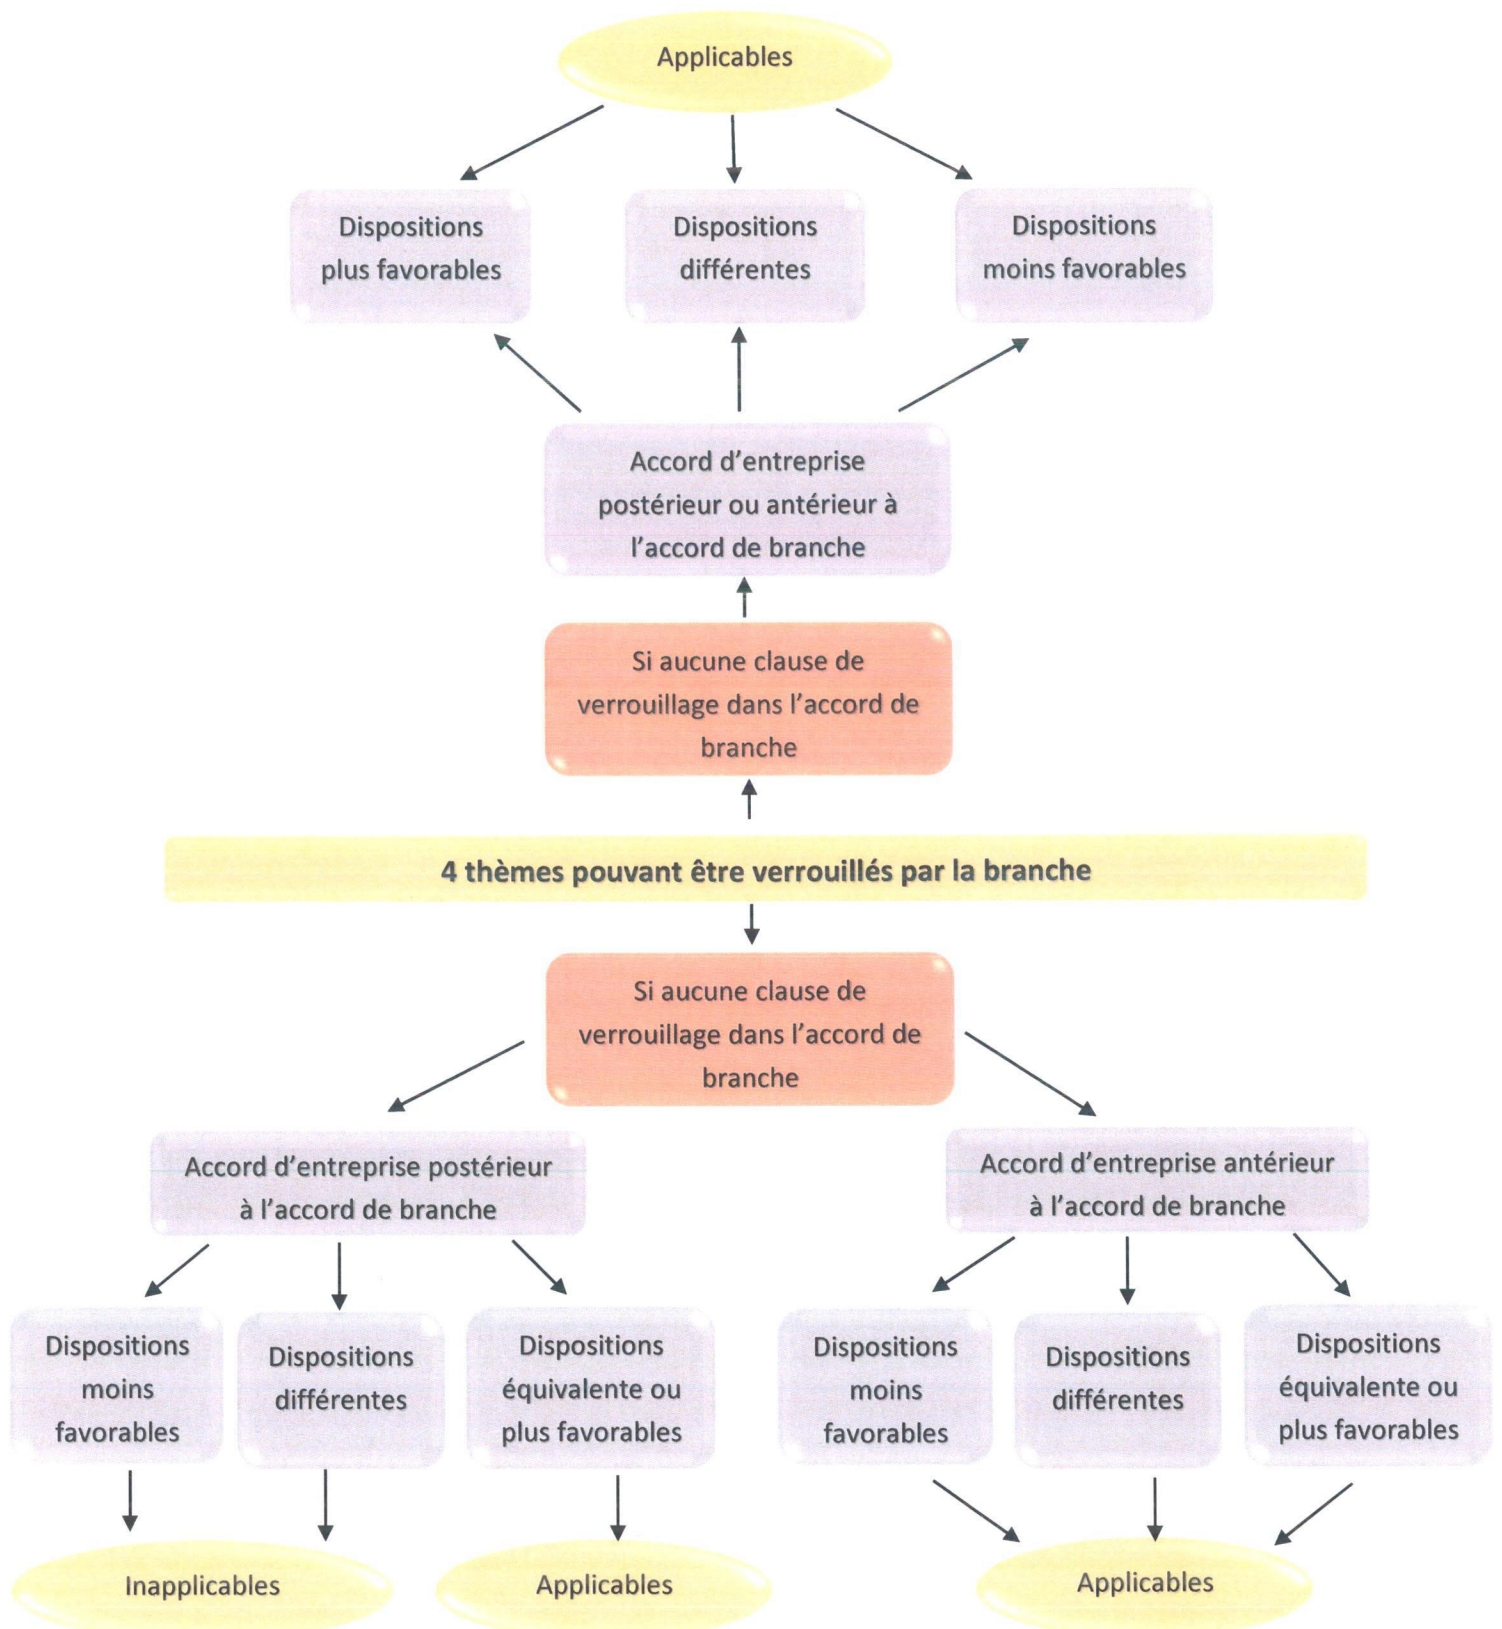 Applicables
Dispositions
plus favorables
Dispositions
différentes
Dispositions
moins favorables
Accord d'entreprise
postérieur ou antérieur à
l'accord de branche
Si aucune clause de
verrouillage dans l'accord de
branche
4 thèmes pouvant être verrouillés par la branche
Si aucune clause de
verrouillage dans l'accord de
branche
Accord d'entreprise postérieur
à l'accord de branche
Accord d'entreprise antérieur
à l'accord de branche
Dispositions
moins
favorables
Dispositions
différentes
Dispositions
équivalente ou
plus favorables
Dispositions
moins
favorables
Dispositions
différentes
Dispositions
équivalente ou
plus favorables
Inapplicables
Applicables
Applicables